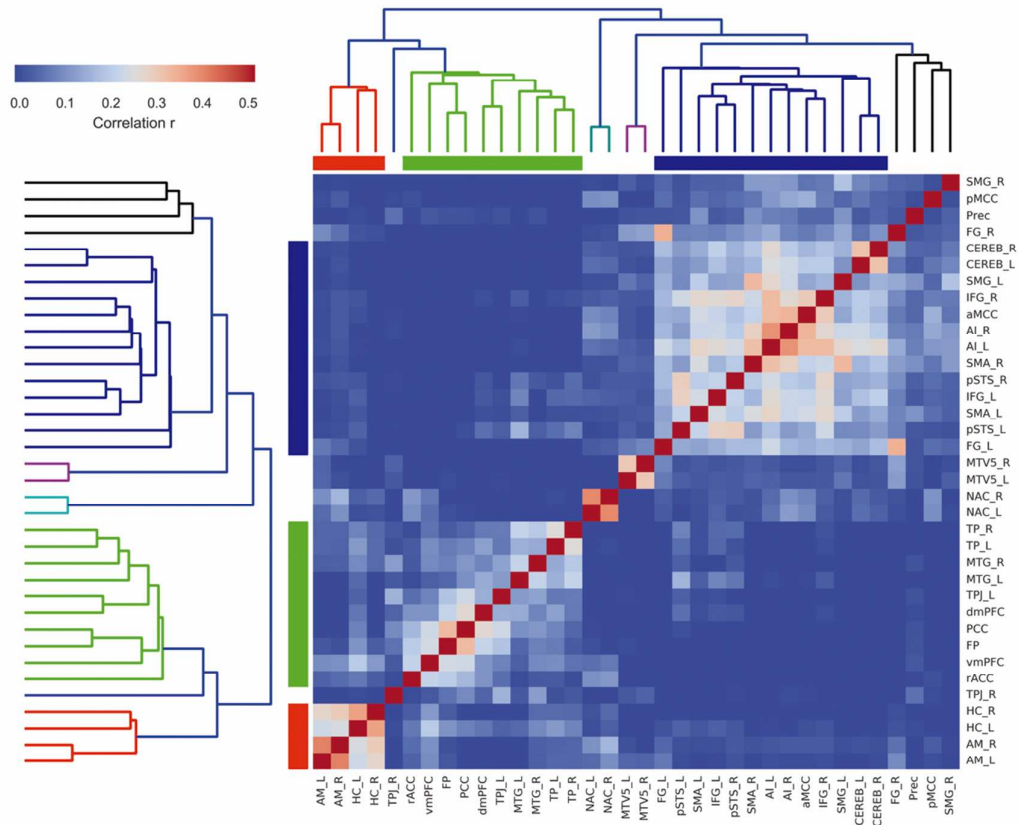 0.0 0.1 0.2 0.3 0.4 0.5
Correlation r
SMG_R
pMCC
Prec
FG_R
CEREB_R
CEREB_L
SMG_L
IFG_R
aMCC
AI_R
AI_L
SMA_R
pSTS_R
IFG_L
SMA_L
pSTS_L
FG_L
MTV5_R
MTV5_L
NAC_R
NAC_L
TP_R
TP_L
MTG_R
MTG_L
TPJ_L
dmPFC
PCC
FP
vmPFC
rACC
TPJ_R
HC_R
HC_L
AM_R
AM_L
AM_L
AM_R
HC_L
HC_R
TPJ_R
rACC
vmPFC
FP
PCC
dmPFC
TPJ_L
MTG_L
MTG_R
TP_L
TP_R
NAC_L
NAC_R
MTV5_L
MTV5_R
FG_L
pSTS_L
SMA_L
IFG_L
pSTS_R
SMA_R
AI_L
AI_R
aMCC
IFG_R
SMG_L
CEREB_L
CEREB_R
FG_R
Prec
pMCC
SMG_R